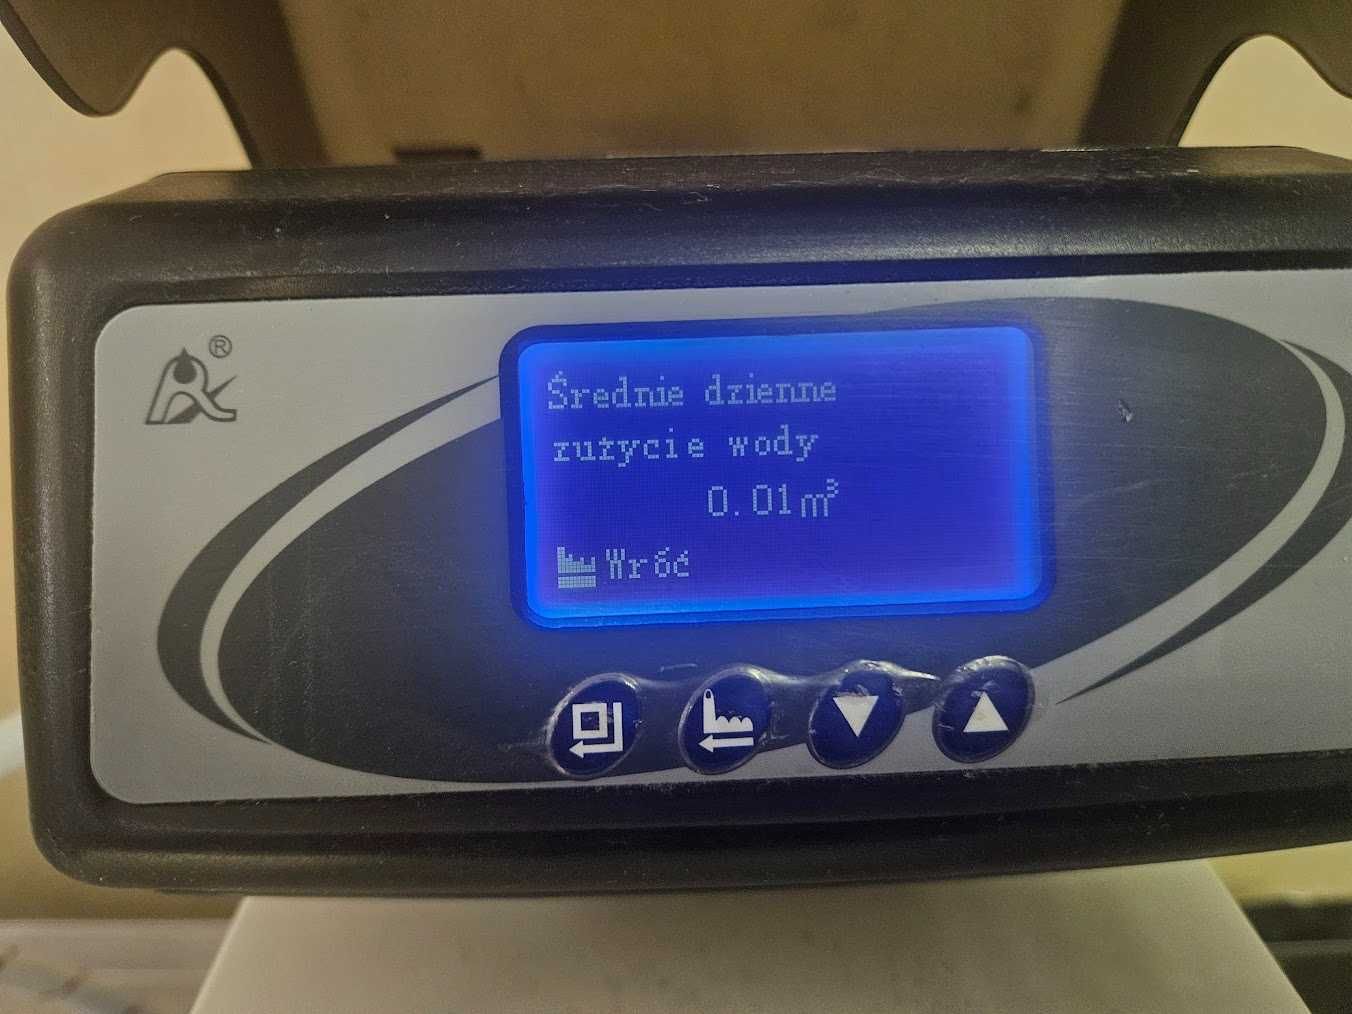 ®
Średnie dzienne
zużycie wody
0.01m³
Wróć